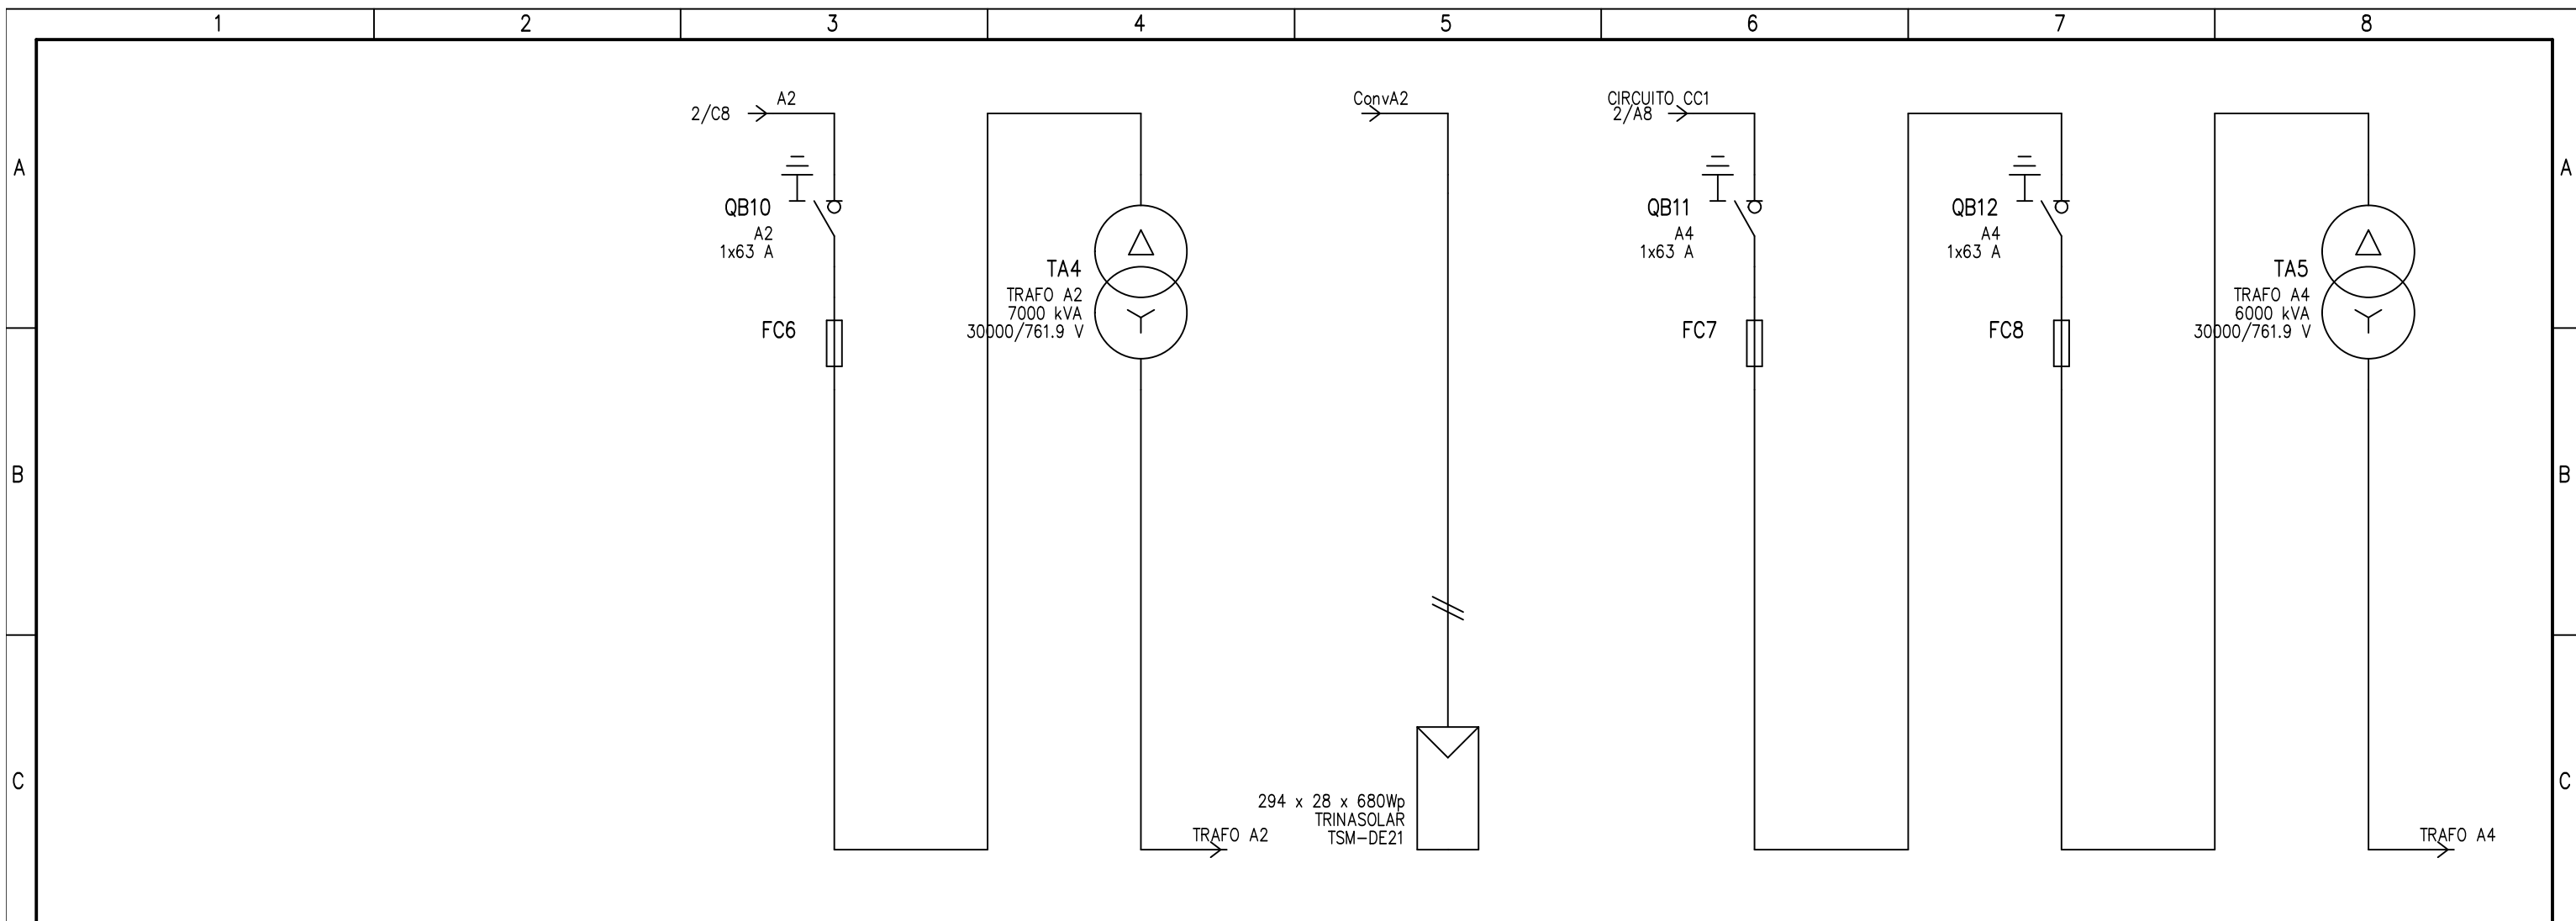 1 2 3 4 5 6 7 8
A2
2/C8
ConvA2
CIRCUITO CC1
2/A8
A A
QB10
A2
1x63 A
QB11
A4
1x63 A
QB12
A4
1x63 A
TA4
TRAFO A2
7000 kVA
30000/761.9 V
TA5
TRAFO A4
6000 kVA
30000/761.9 V
FC6
FC7
FC8
B B
C C
294 x 28 x 680Wp
TRINASOLAR
TSM-DE21
TRAFO A2
TRAFO A4